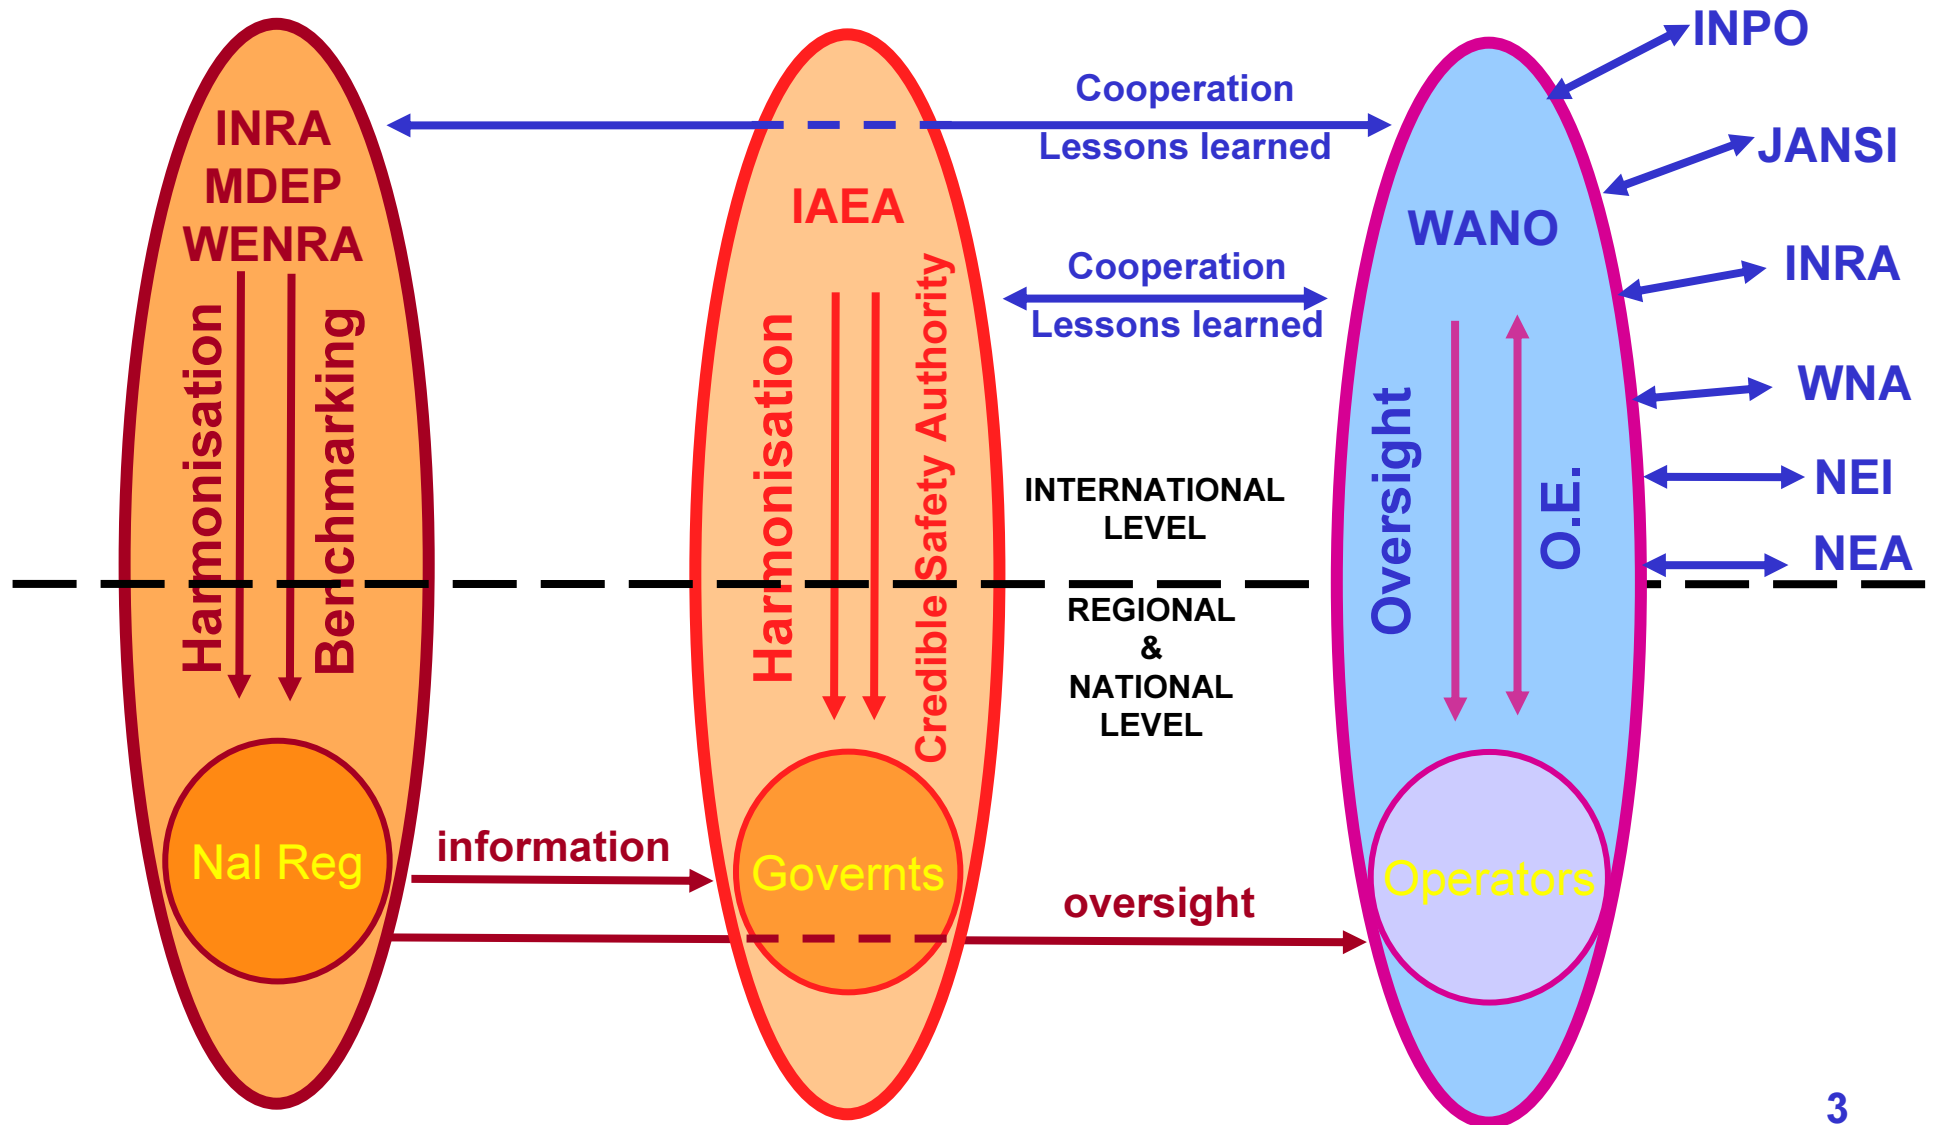 INRA
MDEP
WENRA
Harmonisation
Benchmarking
Nal Reg
information
IAEA
Harmonisation
Credible Safety Authority
Governts
oversight
Cooperation
Lessons learned
Cooperation
Lessons learned
INTERNATIONAL
LEVEL
REGIONAL
&
NATIONAL
LEVEL
WANO
Oversight
O.E.
Operators
INPO
JANSI
INRA
WNA
NEI
NEA
3